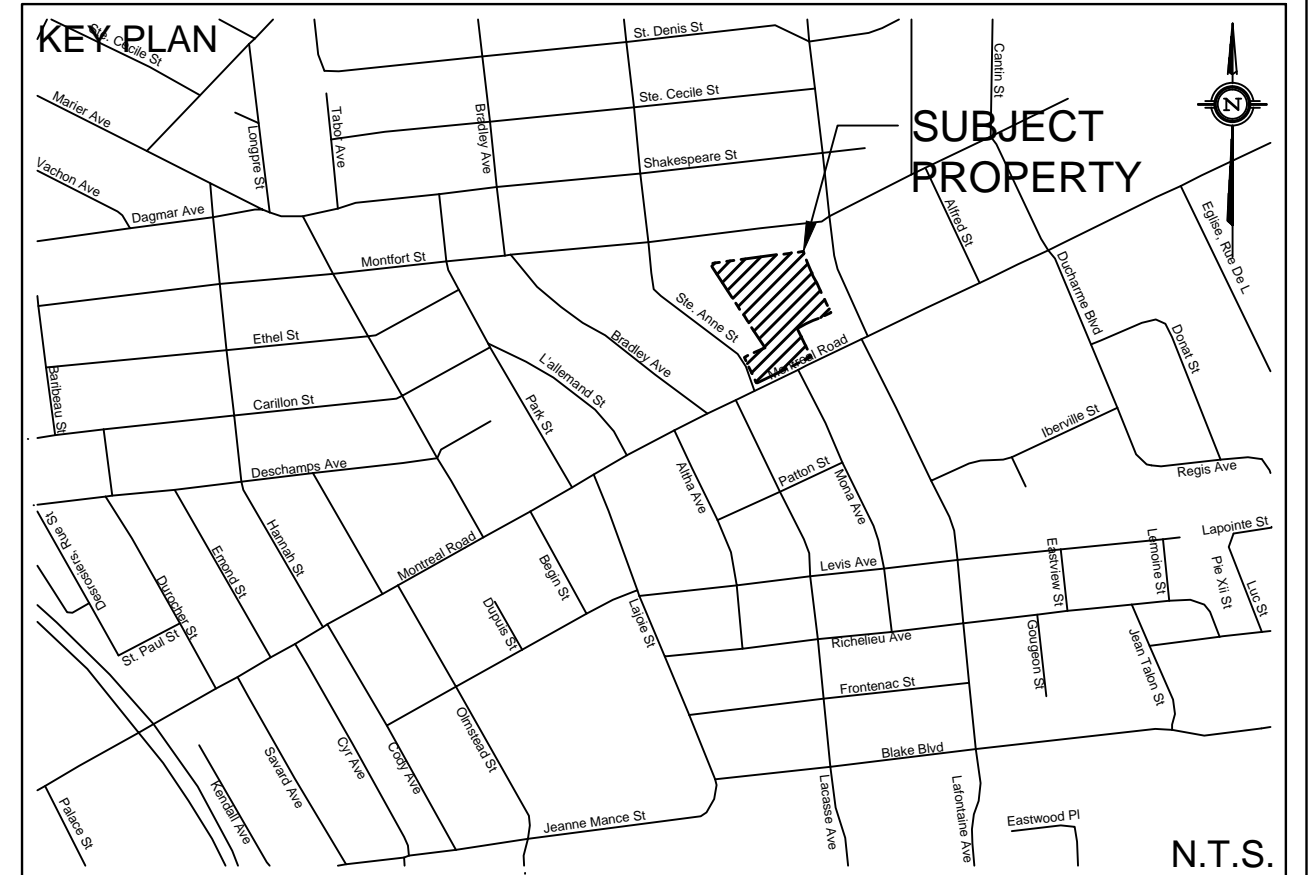 KEY PLAN
Ste. Cecile St
St. Denis St
Cantin St
Marier Ave
Longpre St
Tabor Ave
Bradley Ave
Ste. Cecile St
SUBJECT
PROPERTY
N
Vachon Ave
Shakespeare St
Dagmar Ave
Alfred St
Eglise, Rue De L
Montfort St
Ducharme Blvd
Ste. Anne St
Ethel St
Bradley Ave
L'allemand St
Montreal Road
Donat St
Baribeau St
Carillon St
Park St
Iberville St
Deschamps Ave
Altha Ave
Patton St
Mona Ave
Regis Ave
Desrosiers, Rue St
Durocher St
Emond St
Hannah St
Montreal Road
Begin St
Levis Ave
Eastview St
Lemoine St
Lapointe St
Pie Xii St
Luc St
St. Paul St
Dupuis St
Lajoie St
Richelieu Ave
Gougeon St
Jean Talon St
Frontenac St
Olmstead St
Blake Blvd
Palace St
Kendall Ave
Savard Ave
Cyr Ave
Cody Ave
Jeanne Mance St
Lacasse Ave
Lafontaine Ave
Eastwood Pl
N.T.S.